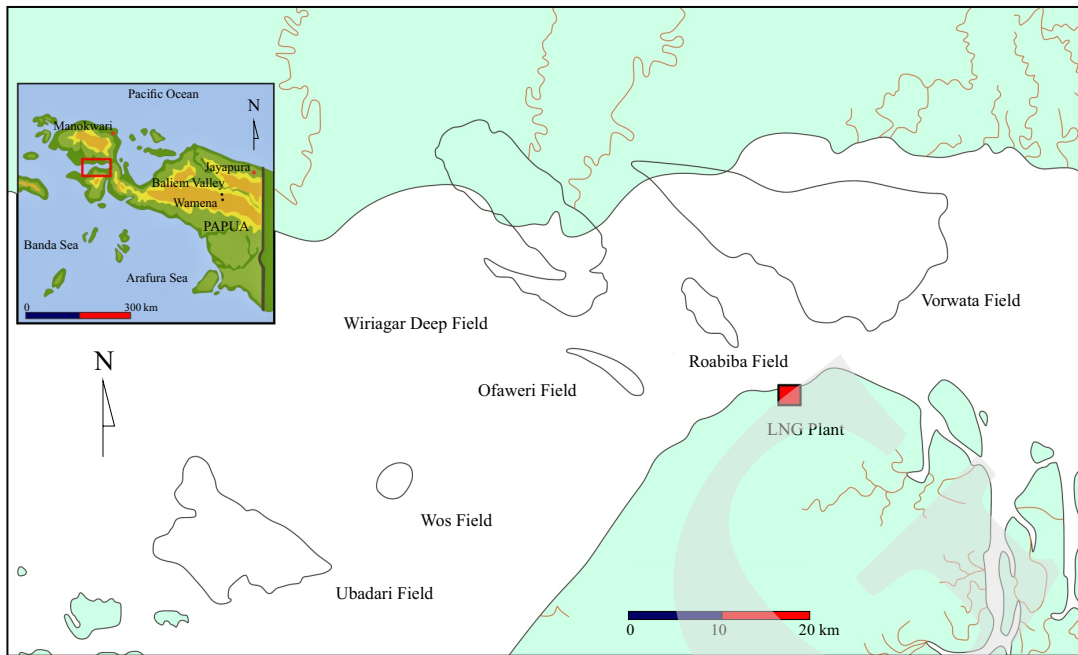 Pacific Ocean
N
Manokwari
Jayapura
Baliem Valley
Wamena
PAPUA
Banda Sea
Arafura Sea
0 300 km
Vorwata Field
Wiriagar Deep Field
Roabiba Field
N
Ofaweri Field
LNG Plant
Wos Field
Ubadari Field
0 10 20 km